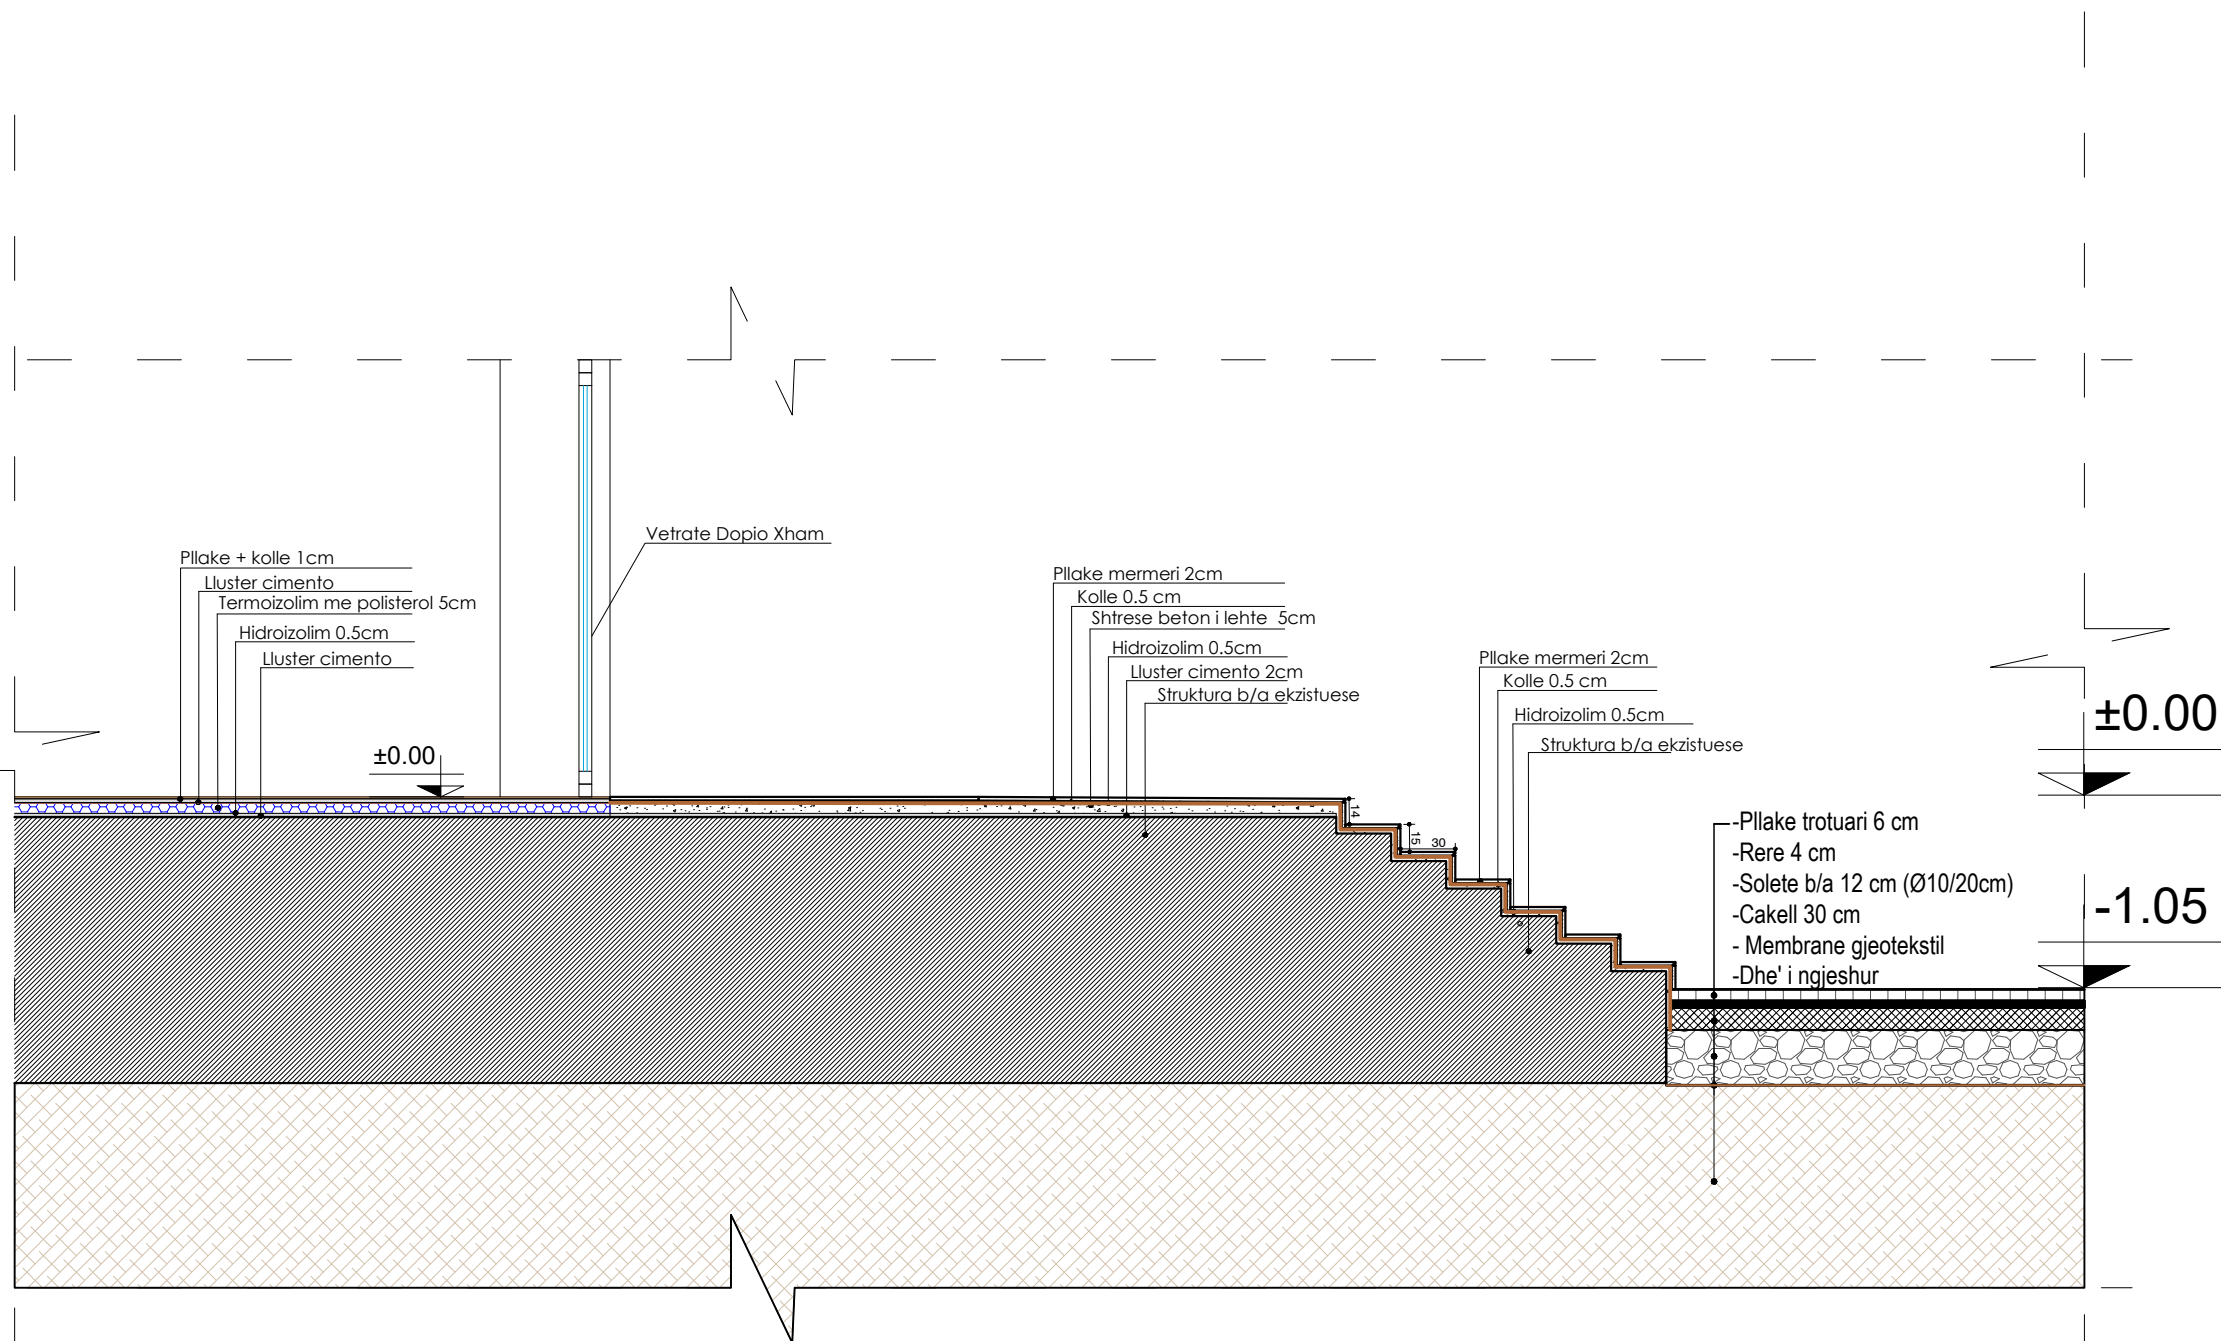 Vetrate Dopio Xham
Pllake + kolle 1cm
Lluster cimento
Termoizolim me polisterol 5cm
Hidroizolim 0.5cm
Lluster cimento
±0.00
Pllake mermeri 2cm
Kolle 0.5 cm
Shtrese beton i lehte 5cm
Hidroizolim 0.5cm
Lluster cimento 2cm
Struktura b/a ekzistuese
Pllake mermeri 2cm
Kolle 0.5 cm
Hidroizolim 0.5cm
Struktura b/a ekzistuese
14
15
30
±0.00
-1.05
-Pllake trotuari 6 cm
-Rere 4 cm
-Solete b/a 12 cm (Ø10/20cm)
-Cakell 30 cm
- Membrane gjeotekstil
-Dhe' i ngjeshur